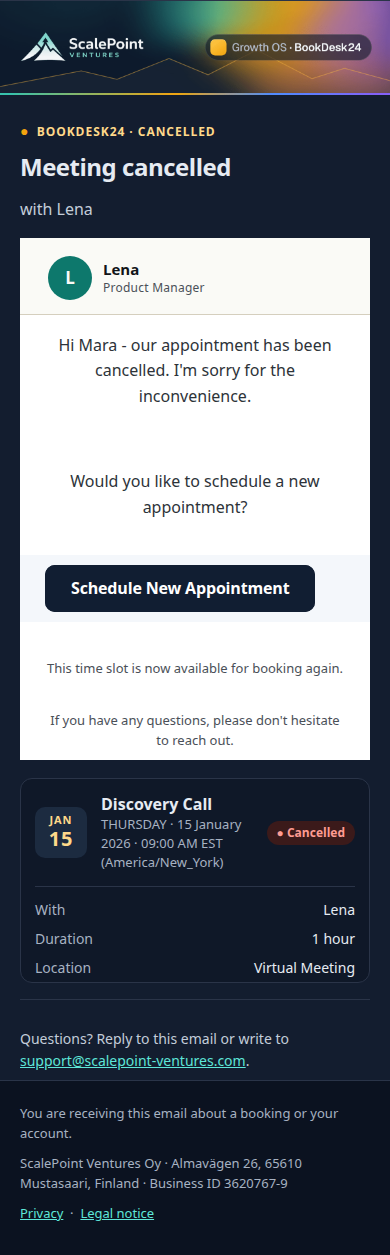 ScalePoint
VENTURES
Growth OS · BookDesk24
BOOKDESK24 · CANCELLED
Meeting cancelled
with Lena
L
Lena
Product Manager
Hi Mara - our appointment has been
cancelled. I'm sorry for the
inconvenience.
Would you like to schedule a new
appointment?
Schedule New Appointment
This time slot is now available for booking again.
If you have any questions, please don't hesitate
to reach out.
JAN
15
Discovery Call
THURSDAY · 15 January
2026 · 09:00 AM EST
(America/New_York)
● Cancelled
With Lena
Duration 1 hour
Location Virtual Meeting
Questions? Reply to this email or write to
support@scalepoint-ventures.com.
You are receiving this email about a booking or your
account.
ScalePoint Ventures Oy · Almavägen 26, 65610
Mustasaari, Finland · Business ID 3620767-9
Privacy · Legal notice